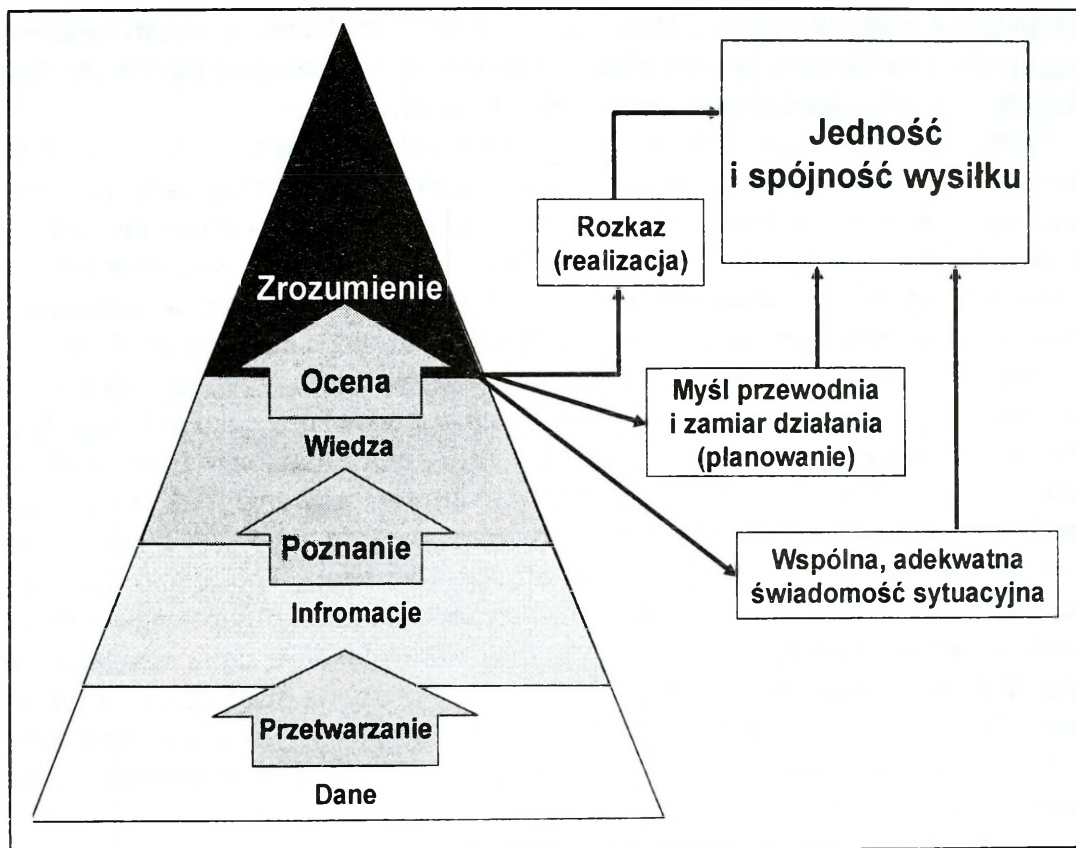 Jedność
i spójność wysiłku
Rozkaz
(realizacja)
Zrozumienie
Ocena
Myśl przewodnia
i zamiar działania
(planowanie)
Wiedza
Poznanie
Wspólna, adekwatna
świadomość sytuacyjna
Infromacje
Przetwarzanie
Dane